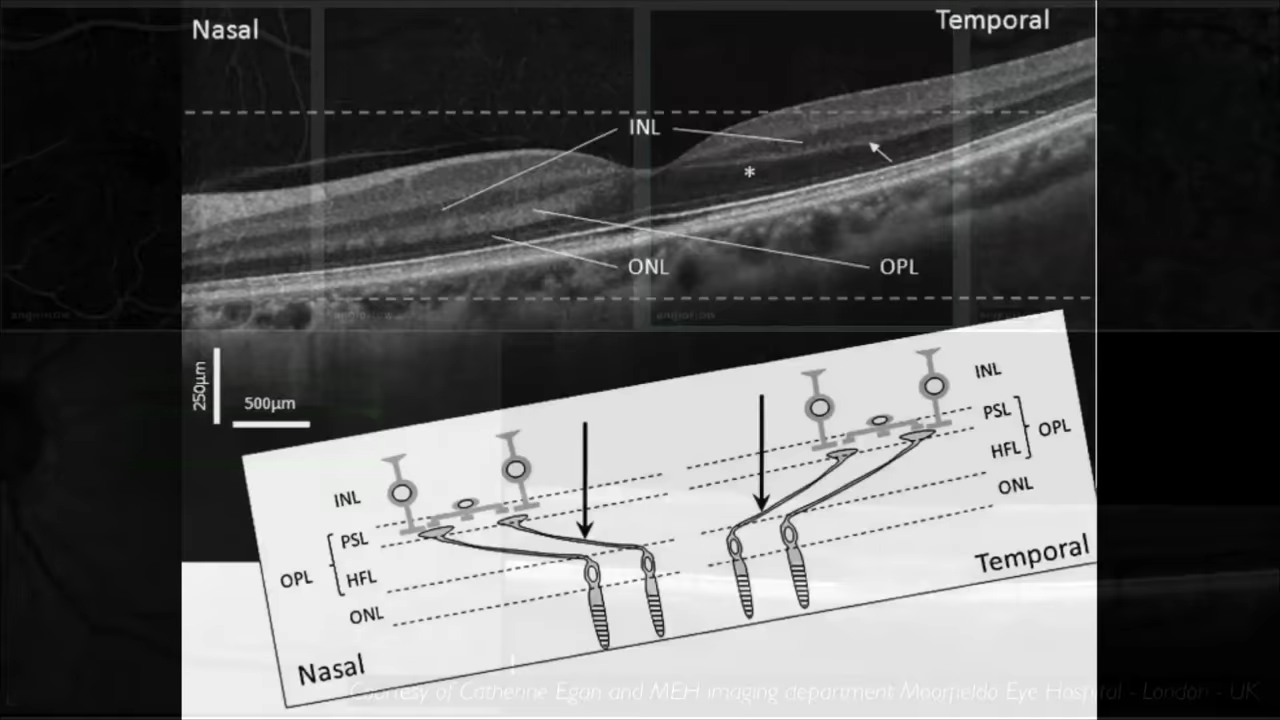 Nasal
Temporal
INL
ONL
OPL
250µm
500µm
INL
PSL
HFL
OPL
ONL
INL
PSL
OPL
HFL
ONL
Temporal
Nasal
Courtesy of Catherine Egan and MEH imaging department Moorfields Eye Hospital - London - UK